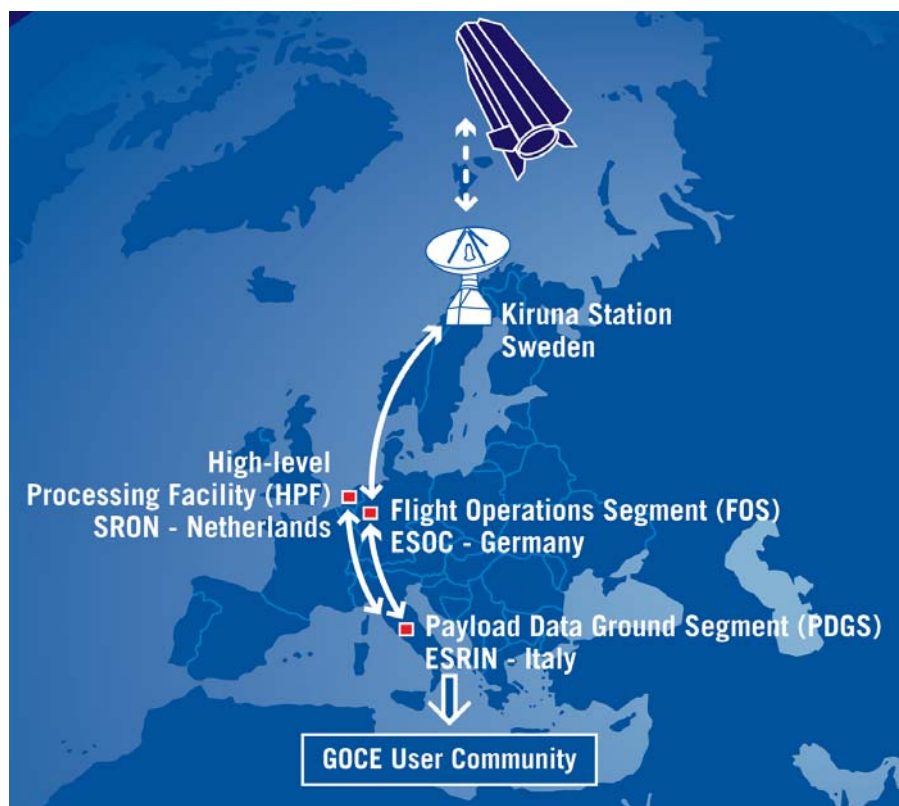 Kiruna Station
Sweden
High-level
Processing Facility (HPF)
SRON - Netherlands
Flight Operations Segment (FOS)
ESOC - Germany
Payload Data Ground Segment (PDGS)
ESRIN - Italy
GOCE User Community